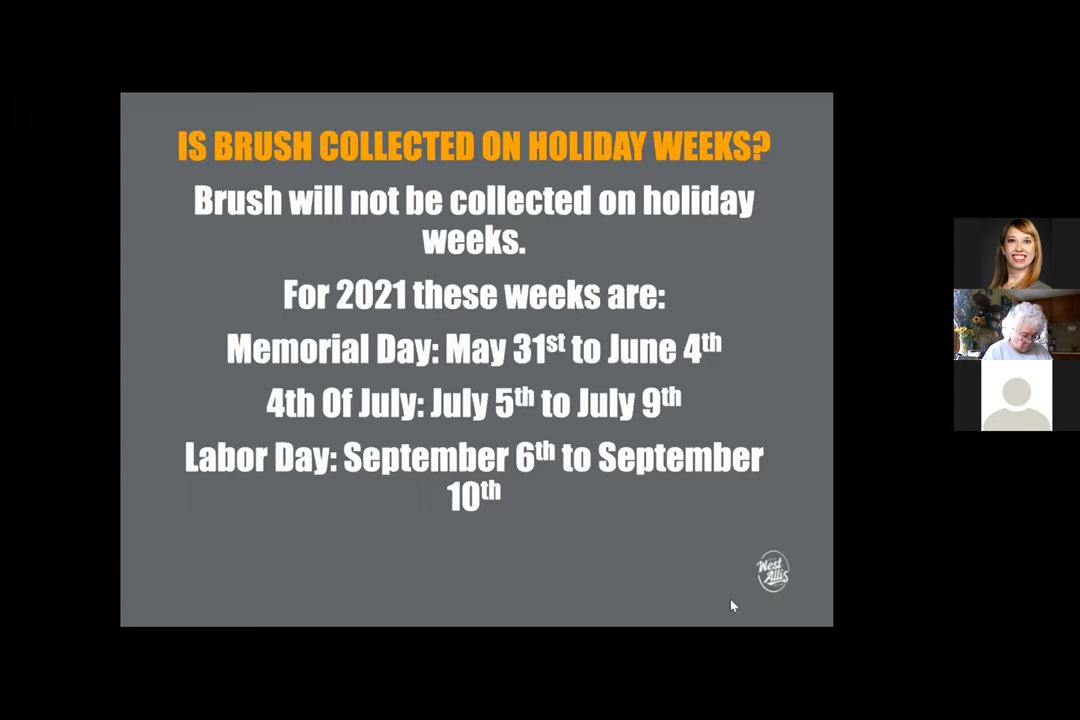 IS BRUSH COLLECTED ON HOLIDAY WEEKS?
Brush will not be collected on holiday
weeks.
For 2021 these weeks are:
Memorial Day: May 31st to June 4th
4th Of July: July 5th to July 9th
Labor Day: September 6th to September
10th
West
Allis